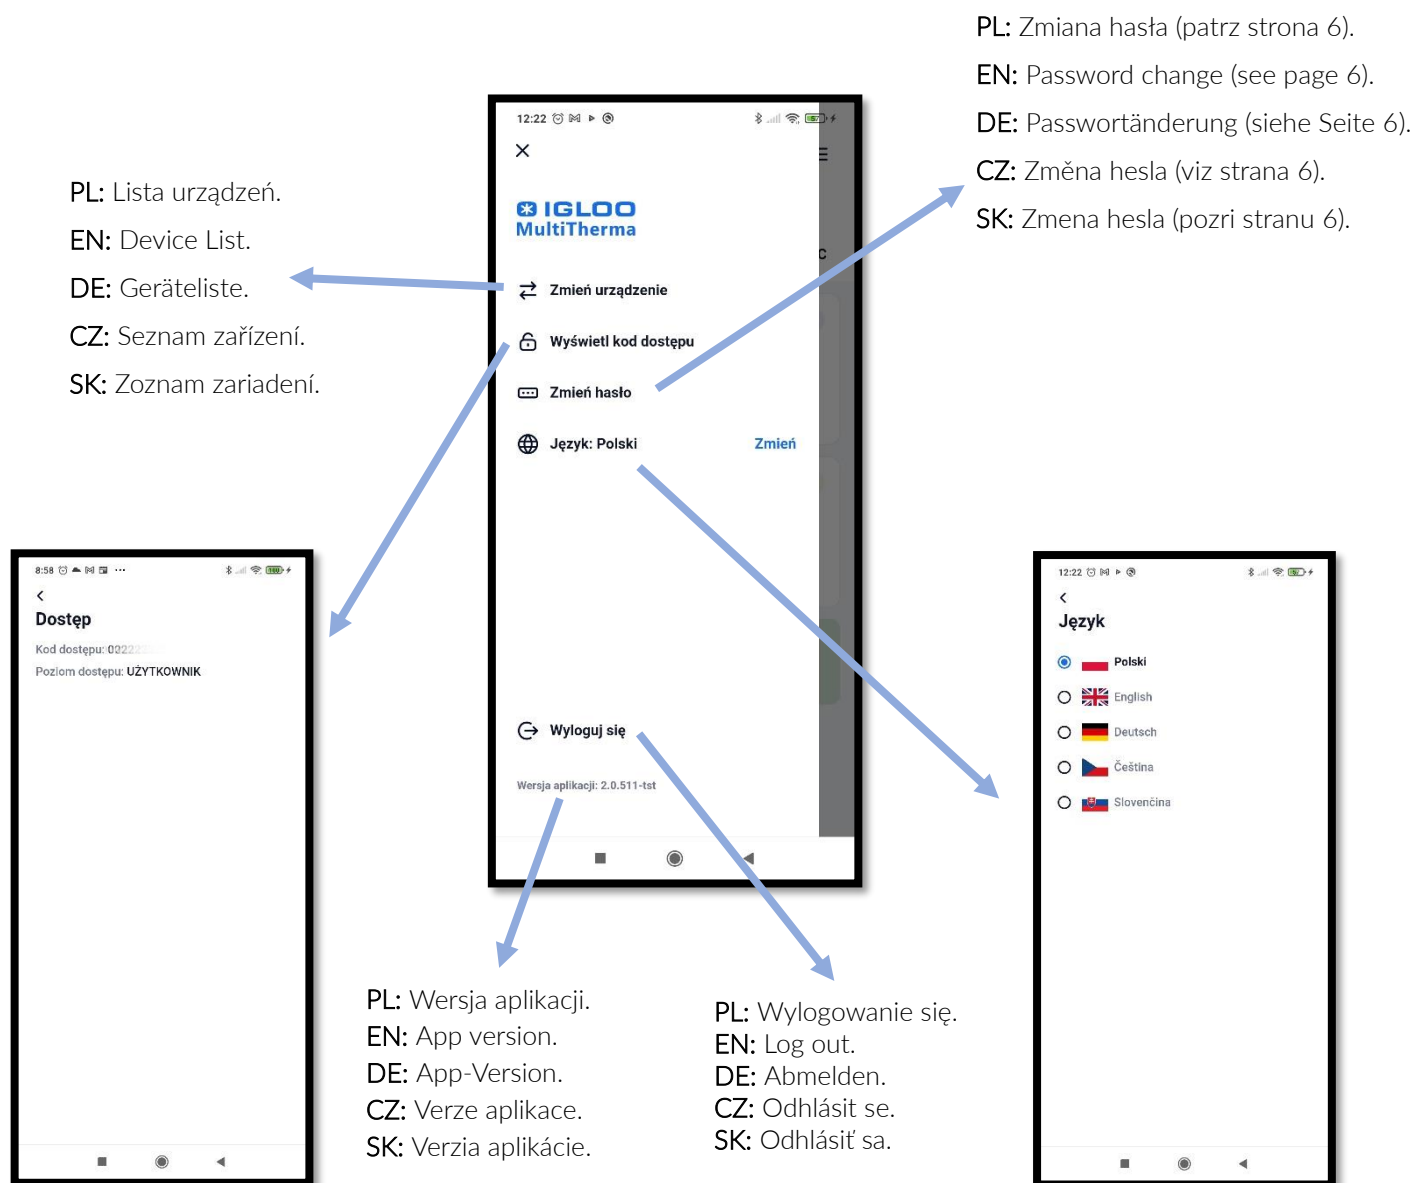 PL: Zmiana hasła (patrz strona 6).
EN: Password change (see page 6).
DE: Passwortänderung (siehe Seite 6).
CZ: Změna hesla (viz strana 6).
SK: Zmena hesla (pozri stranu 6).
PL: Lista urządzeń.
EN: Device List.
DE: Geräteliste.
CZ: Seznam zařízení.
SK: Zoznam zariadení.
12:22
IGLOO
MultiTherma
C
Zmień urządzenie
Wyświetl kod dostępu
Zmień hasło
Język: Polski Zmień
Wyloguj się
Wersja aplikacji: 2.0.511-tst
8:58
Dostęp
Kod dostępu: 00222
Poziom dostępu: UŻYTKOWNIK
12:22
Język
Polski
English
Deutsch
Čeština
Slovenčina
PL: Wersja aplikacji.
EN: App version.
DE: App-Version.
CZ: Verze aplikace.
SK: Verzia aplikácie.
PL: Wylogowanie się.
EN: Log out.
DE: Abmelden.
CZ: Odhlásit se.
SK: Odhlásiť sa.